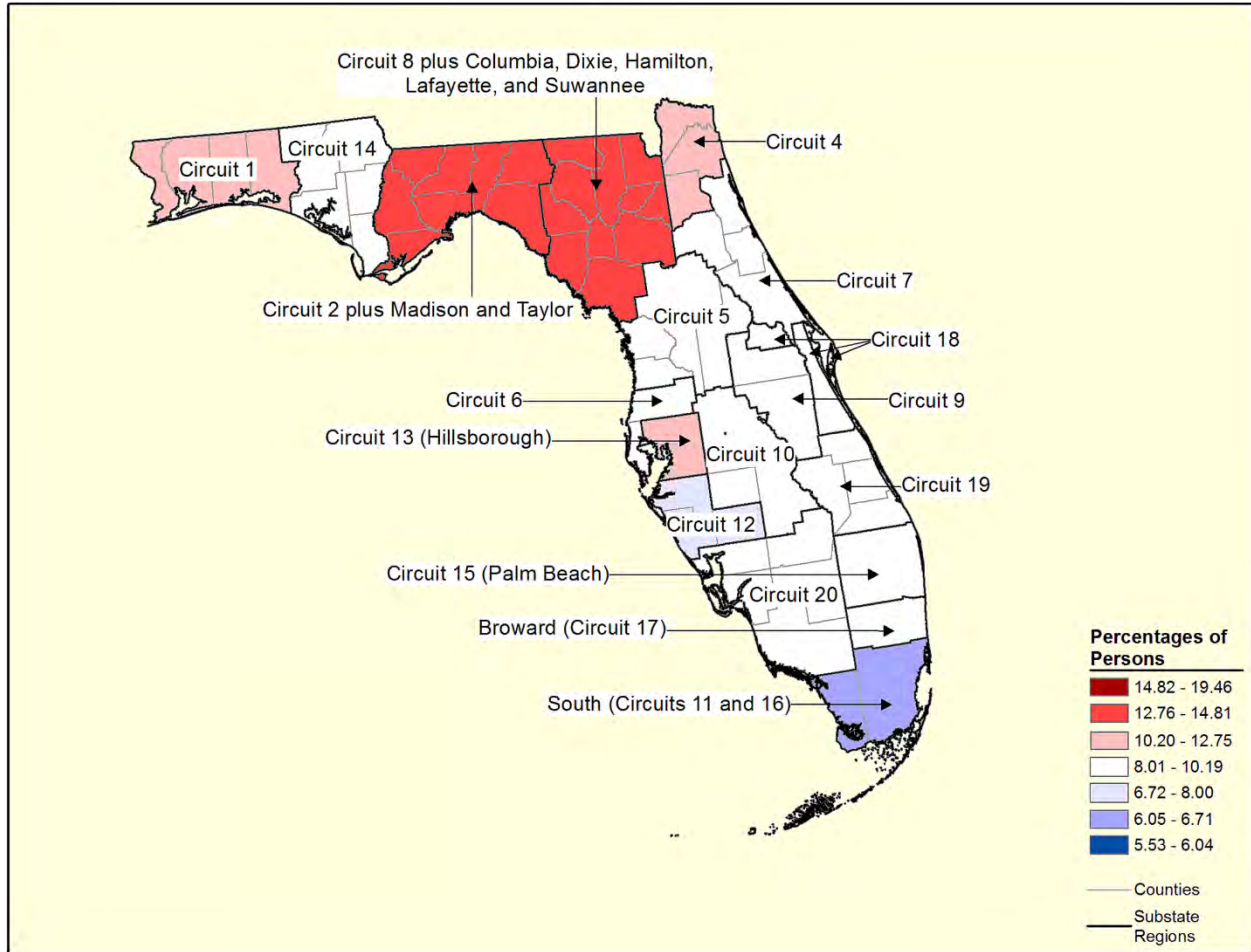 Circuit 8 plus Columbia, Dixie, Hamilton,
Lafayette, and Suwannee
Circuit 4
Circuit 14
Circuit 1
Circuit 7
Circuit 2 plus Madison and Taylor
Circuit 5
Circuit 18
Circuit 6
Circuit 9
Circuit 13 (Hillsborough)
Circuit 10
Circuit 19
Circuit 12
Circuit 15 (Palm Beach)
Circuit 20
Broward (Circuit 17)
South (Circuits 11 and 16)
Percentages of
Persons
14.82 - 19.46
12.76 - 14.81
10.20 - 12.75
8.01 - 10.19
6.72 - 8.00
6.05 - 6.71
5.53 - 6.04
Counties
Substate
Regions